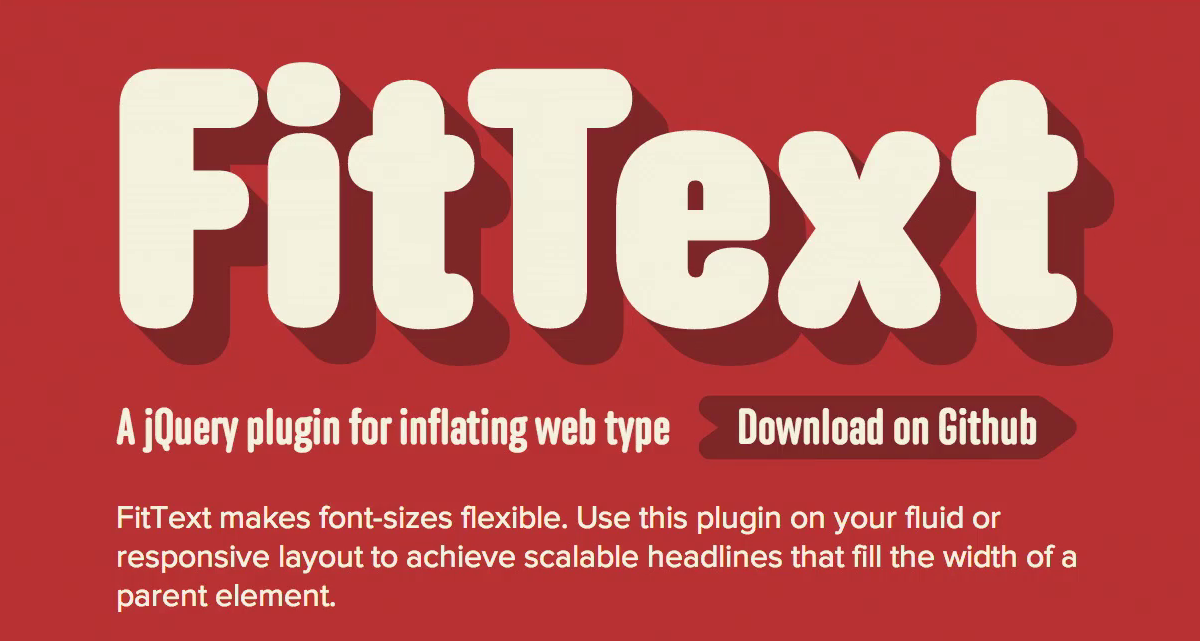 FitText
A jQuery plugin for inflating web type
Download on Github
FitText makes font-sizes flexible. Use this plugin on your fluid or
responsive layout to achieve scalable headlines that fill the width of a
parent element.